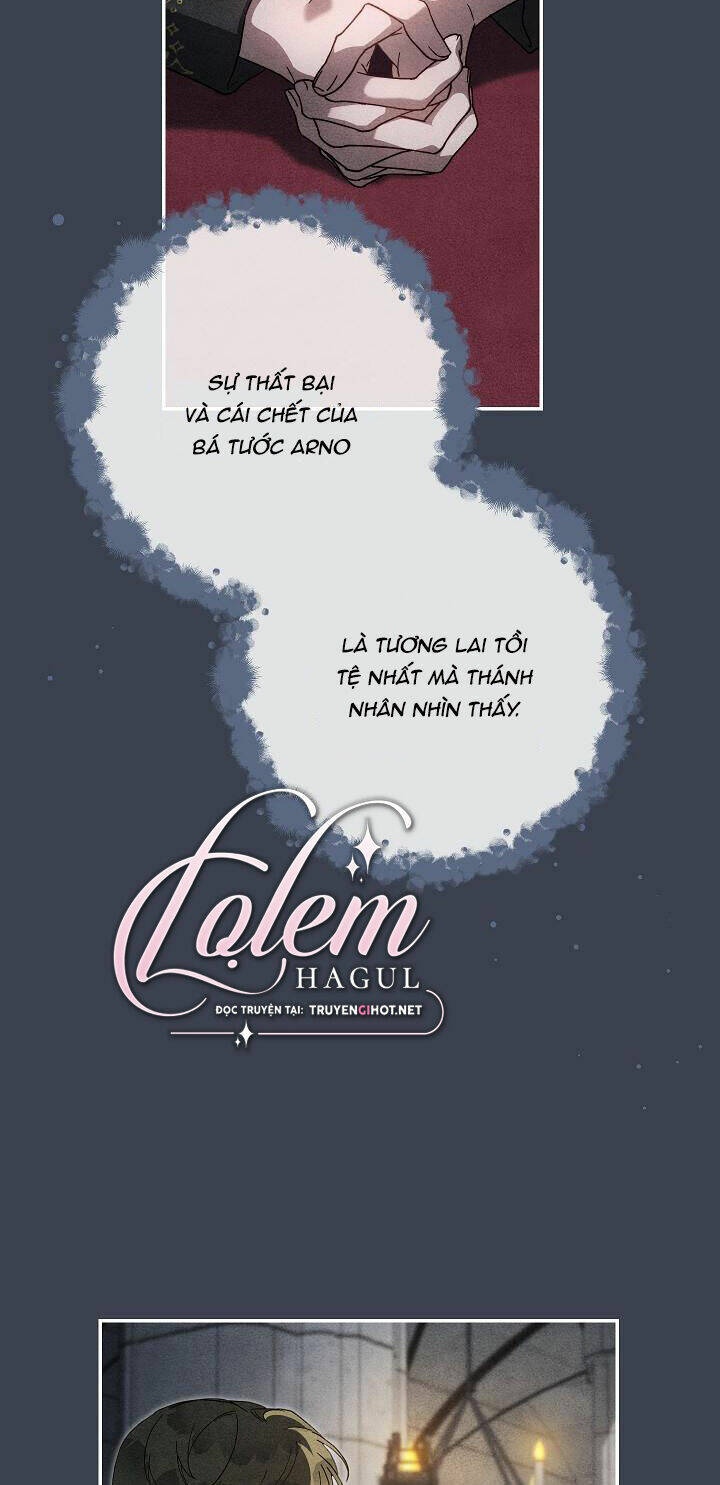 SỰ THẤT BẠI
VÀ CÁI CHẾT CỦA
BÁ TƯỚC ARNO
LÀ TƯƠNG LAI TỒI
TỆ NHẤT MÀ THÁNH
NHÂN NHÌN THẤY.
Lọlem
HAGUL
ĐỌC TRUYỆN TẠI: TRUYENGIHOT.NET